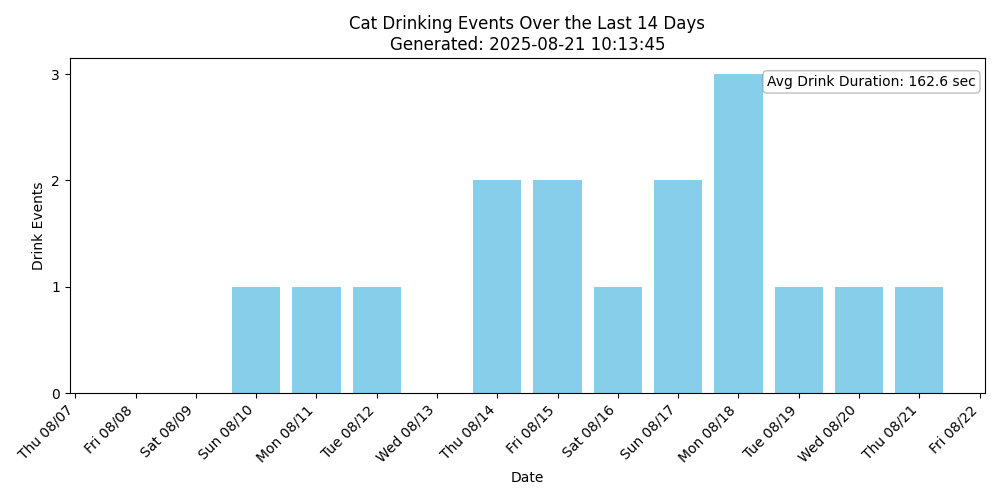 Cat Drinking Events Over the Last 14 Days
Generated: 2025-08-21 10:13:45
Avg Drink Duration: 162.6 sec
Drink Events
3
2
1
0
Thu 08/07
Fri 08/08
Sat 08/09
Sun 08/10
Mon 08/11
Tue 08/12
Wed 08/13
Thu 08/14
Fri 08/15
Sat 08/16
Sun 08/17
Mon 08/18
Tue 08/19
Wed 08/20
Thu 08/21
Fri 08/22
Date